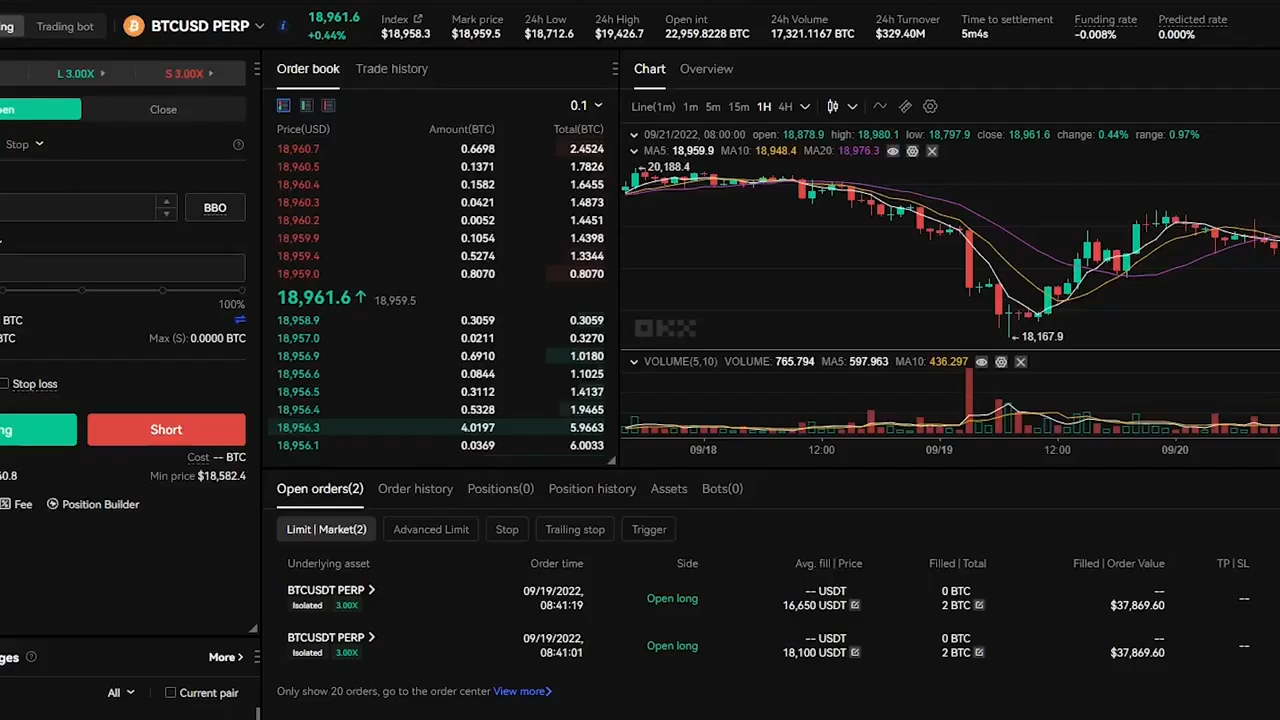 ng Trading bot BTCUSD PERP 18,961.6 +0.44%
Index $18,958.3
Mark price $18,959.5
24h Low $18,712.6
24h High $19,426.7
Open int. 22,959.8228 BTC
24h Volume 17,321.1167 BTC
24h Turnover $329.40M
Time to settlement 5m4s
Funding rate -0.008%
Predicted rate 0.000%
L 3.00X S 3.00X
en Close
Stop
BBO
100%
BTC
BTC Max (S): 0.0000 BTC
Stop loss
ng Short
Cost -- BTC
60.8 Min price $18,582.4
Fee Position Builder
ges More
All Current pair
Order book Trade history
0.1
Price(USD) Amount(BTC) Total(BTC)
18,960.7 0.6698 2.4524
18,960.5 0.1371 1.7826
18,960.4 0.1582 1.6455
18,960.3 0.0421 1.4873
18,960.2 0.0052 1.4451
18,959.9 0.1054 1.4398
18,959.4 0.5274 1.3344
18,959.0 0.8070 0.8070
18,961.6↑ 18,959.5
18,958.9 0.3059 0.3059
18,957.0 0.0211 0.3270
18,956.9 0.6910 1.0180
18,956.6 0.0844 1.1025
18,956.5 0.3112 1.4137
18,956.4 0.5328 1.9465
18,956.3 4.0197 5.9663
18,956.1 0.0369 6.0033
Chart Overview
Line(1m) 1m 5m 15m 1H 4H
09/21/2022, 08:00:00 open: 18,878.9 high: 18,980.1 low: 18,797.9 close: 18,961.6 change: 0.44% range: 0.97%
MA5: 18,959.9 MA10: 18,948.4 MA20: 18,976.3
20,188.4
18,167.9
OKX
VOLUME(5,10) VOLUME: 765.794 MA5: 597.963 MA10: 436.297
09/18 12:00 09/19 12:00 09/20
Open orders(2) Order history Positions(0) Position history Assets Bots(0)
Limit | Market(2) Advanced Limit Stop Trailing stop Trigger
Underlying asset Order time Side Avg. fill | Price Filled | Total Filled | Order Value TP | SL
BTCUSDT PERP 09/19/2022, Open long -- USDT 0 BTC -- --
Isolated 3.00X 08:41:19 16,650 USDT 2 BTC $37,869.60
BTCUSDT PERP 09/19/2022, Open long -- USDT 0 BTC -- --
Isolated 3.00X 08:41:01 18,100 USDT 2 BTC $37,869.60
Only show 20 orders, go to the order center View more